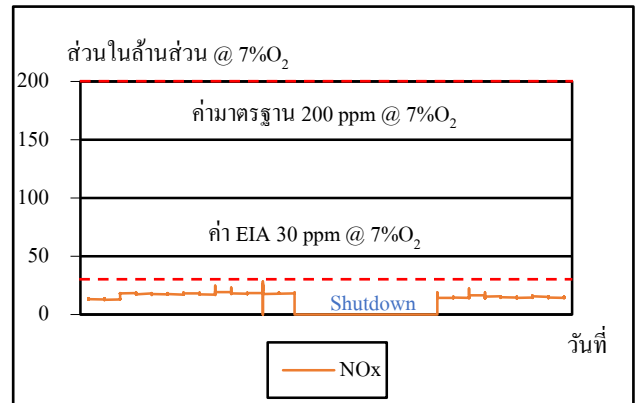 ส่วนในล้านส่วน @ 7%O₂
200
ค่ามาตรฐาน 200 ppm @ 7%O₂
150
100
ค่า EIA 30 ppm @ 7%O₂
50
Shutdown
0
วันที่
NOx